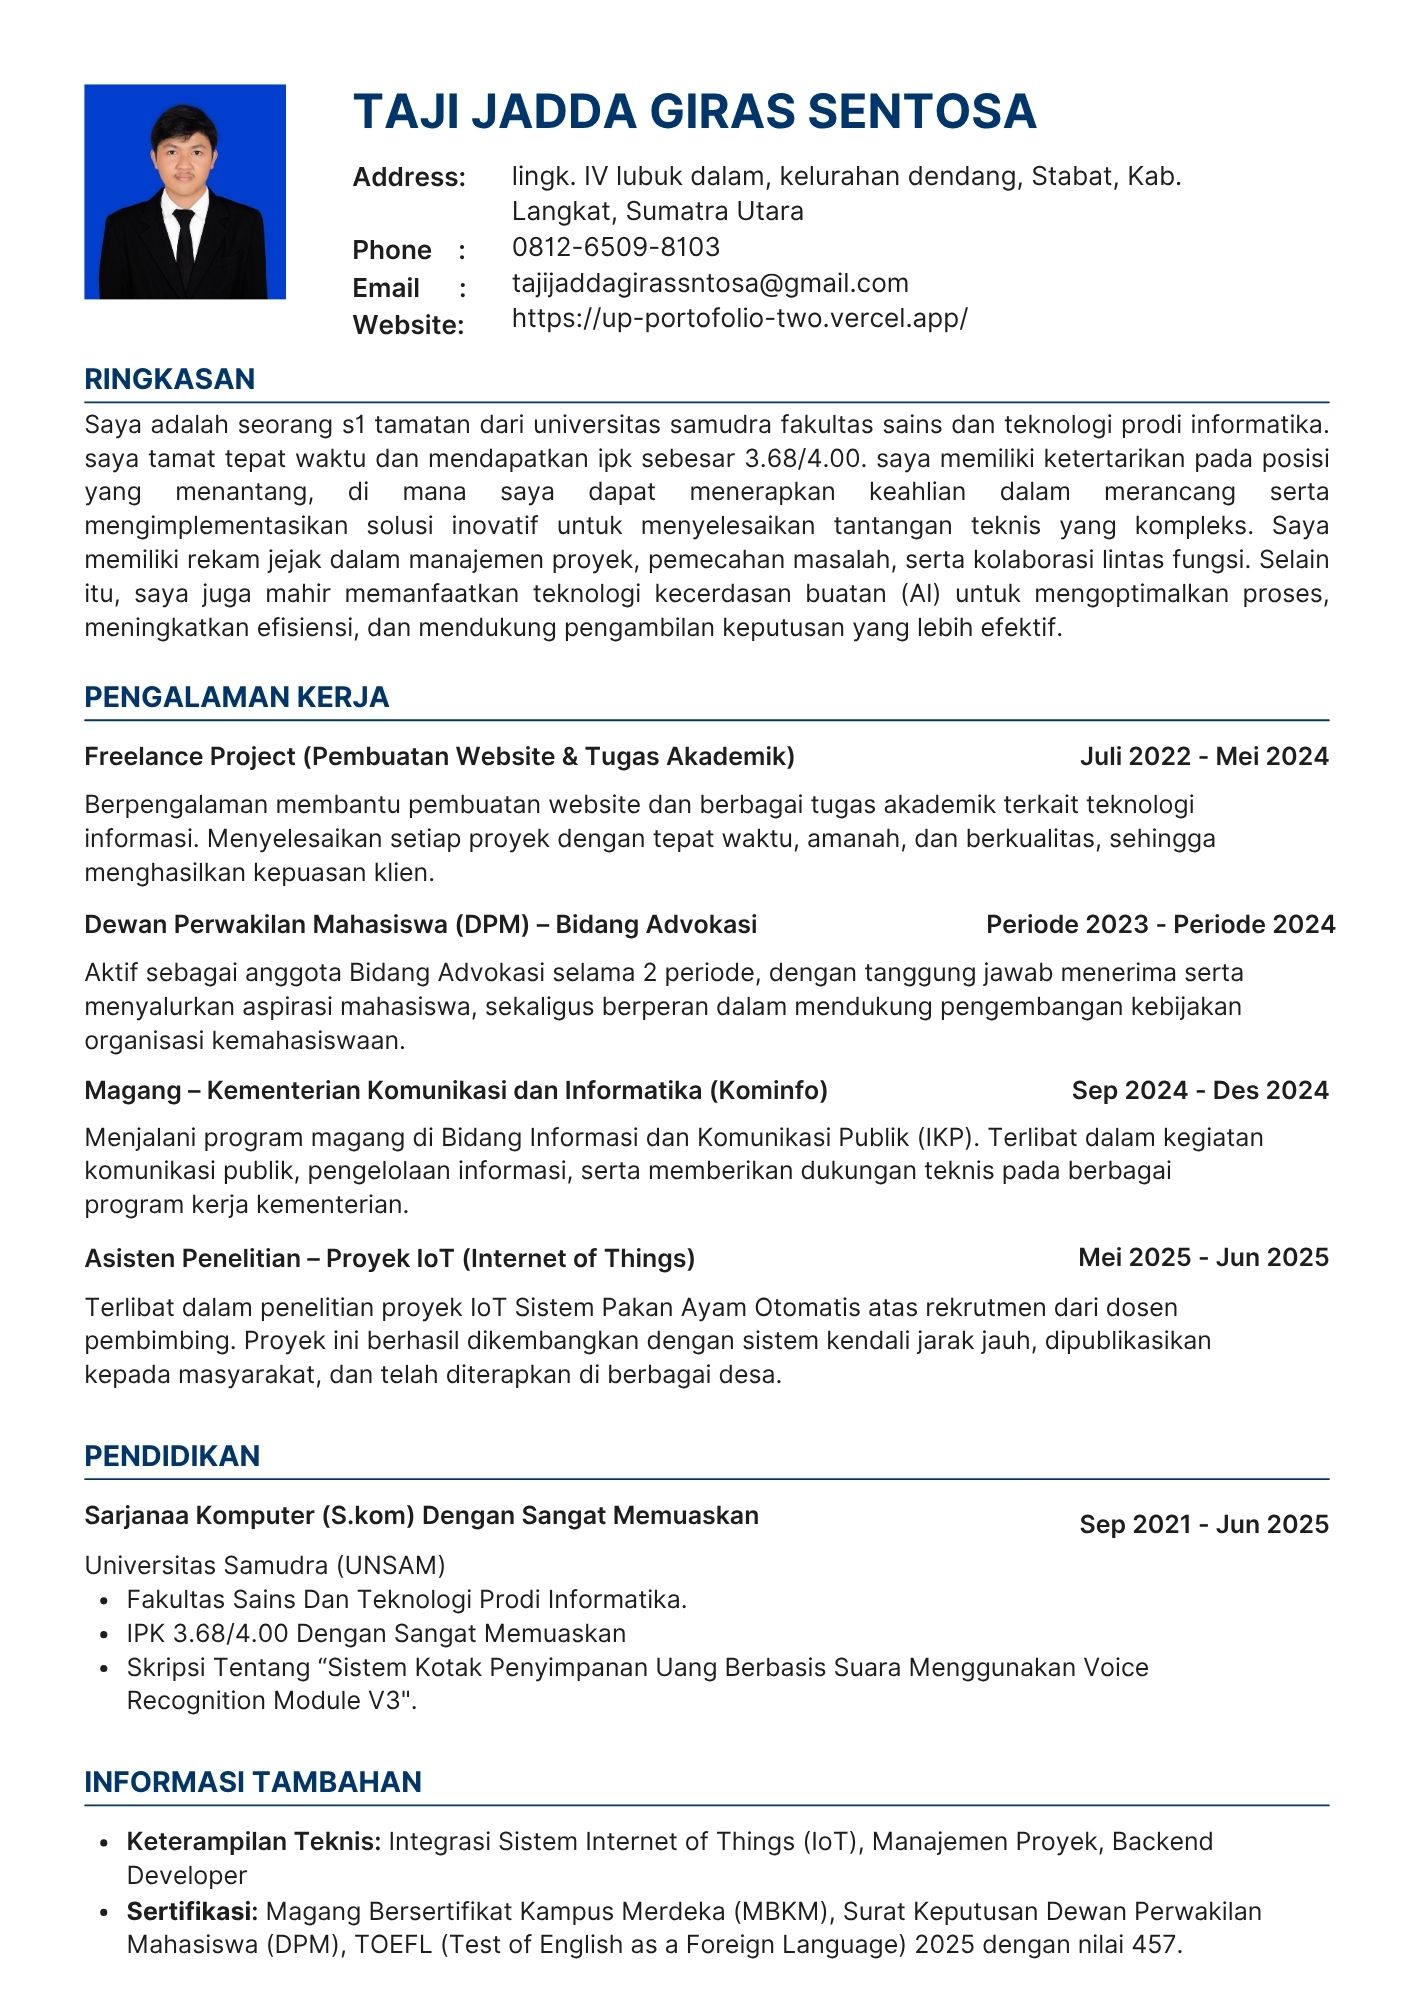 TAJI JADDA GIRAS SENTOSA
Address: lingk. IV lubuk dalam, kelurahan dendang, Stabat, Kab.
Langkat, Sumatra Utara
Phone : 0812-6509-8103
Email : tajijaddagirassntosa@gmail.com
Website: https://up-portofolio-two.vercel.app/
RINGKASAN
Saya adalah seorang s1 tamatan dari universitas samudra fakultas sains dan teknologi prodi informatika.
saya tamat tepat waktu dan mendapatkan ipk sebesar 3.68/4.00. saya memiliki ketertarikan pada posisi
yang menantang, di mana saya dapat menerapkan keahlian dalam merancang serta
mengimplementasikan solusi inovatif untuk menyelesaikan tantangan teknis yang kompleks. Saya
memiliki rekam jejak dalam manajemen proyek, pemecahan masalah, serta kolaborasi lintas fungsi. Selain
itu, saya juga mahir memanfaatkan teknologi kecerdasan buatan (AI) untuk mengoptimalkan proses,
meningkatkan efisiensi, dan mendukung pengambilan keputusan yang lebih efektif.
PENGALAMAN KERJA
Freelance Project (Pembuatan Website & Tugas Akademik) Juli 2022 - Mei 2024
Berpengalaman membantu pembuatan website dan berbagai tugas akademik terkait teknologi
informasi. Menyelesaikan setiap proyek dengan tepat waktu, amanah, dan berkualitas, sehingga
menghasilkan kepuasan klien.
Dewan Perwakilan Mahasiswa (DPM) – Bidang Advokasi Periode 2023 - Periode 2024
Aktif sebagai anggota Bidang Advokasi selama 2 periode, dengan tanggung jawab menerima serta
menyalurkan aspirasi mahasiswa, sekaligus berperan dalam mendukung pengembangan kebijakan
organisasi kemahasiswaan.
Magang – Kementerian Komunikasi dan Informatika (Kominfo) Sep 2024 - Des 2024
Menjalani program magang di Bidang Informasi dan Komunikasi Publik (IKP). Terlibat dalam kegiatan
komunikasi publik, pengelolaan informasi, serta memberikan dukungan teknis pada berbagai
program kerja kementerian.
Asisten Penelitian – Proyek IoT (Internet of Things) Mei 2025 - Jun 2025
Terlibat dalam penelitian proyek IoT Sistem Pakan Ayam Otomatis atas rekrutmen dari dosen
pembimbing. Proyek ini berhasil dikembangkan dengan sistem kendali jarak jauh, dipublikasikan
kepada masyarakat, dan telah diterapkan di berbagai desa.
PENDIDIKAN
Sarjanaa Komputer (S.kom) Dengan Sangat Memuaskan Sep 2021 - Jun 2025
Universitas Samudra (UNSAM)
• Fakultas Sains Dan Teknologi Prodi Informatika.
• IPK 3.68/4.00 Dengan Sangat Memuaskan
• Skripsi Tentang “Sistem Kotak Penyimpanan Uang Berbasis Suara Menggunakan Voice
Recognition Module V3".
INFORMASI TAMBAHAN
• Keterampilan Teknis: Integrasi Sistem Internet of Things (IoT), Manajemen Proyek, Backend
Developer
• Sertifikasi: Magang Bersertifikat Kampus Merdeka (MBKM), Surat Keputusan Dewan Perwakilan
Mahasiswa (DPM), TOEFL (Test of English as a Foreign Language) 2025 dengan nilai 457.